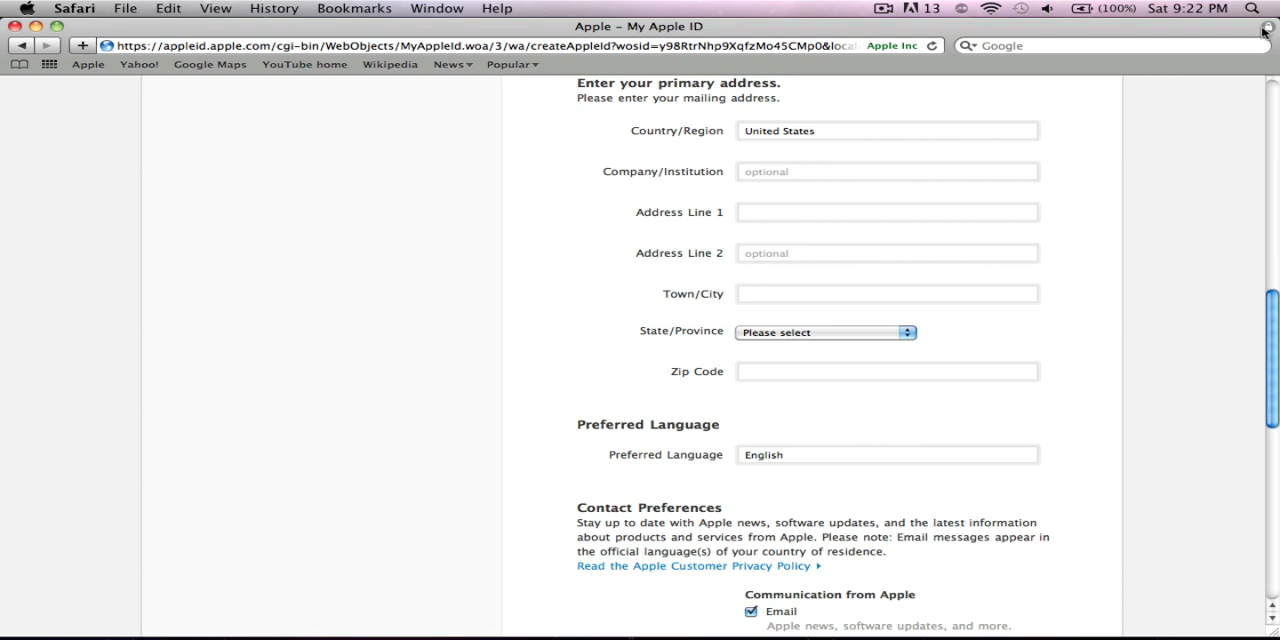 Safari File Edit View History Bookmarks Window Help 13 (100%) Sat 9:22 PM
Apple – My Apple ID
https://appleid.apple.com/cgi-bin/WebObjects/MyAppleId.woa/3/wa/createAppleId?wosid=y98RtrNhp9XqfzMo45CMp0&loca Apple Inc Google
Apple Yahoo! Google Maps YouTube home Wikipedia News Popular
Enter your primary address.
Please enter your mailing address.
Country/Region United States
Company/Institution optional
Address Line 1
Address Line 2 optional
Town/City
State/Province Please select
Zip Code
Preferred Language
Preferred Language English
Contact Preferences
Stay up to date with Apple news, software updates, and the latest information
about products and services from Apple. Please note: Email messages appear in
the official language(s) of your country of residence.
Read the Apple Customer Privacy Policy
Communication from Apple
Email
Apple news, software updates, and more.